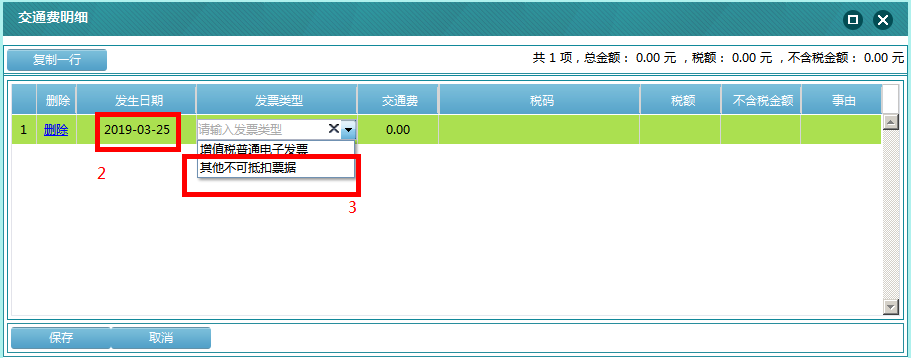 交通费明细
复制一行
共 1 项，总金额： 0.00 元 ，税额： 0.00 元 ，不含税金额： 0.00 元
删除 发生日期 发票类型 交通费 税码 税额 不含税金额 事由
1 删除 2019-03-25 请输入发票类型 0.00
增值税普通电子发票
其他不可抵扣票据
2
3
保存 取消